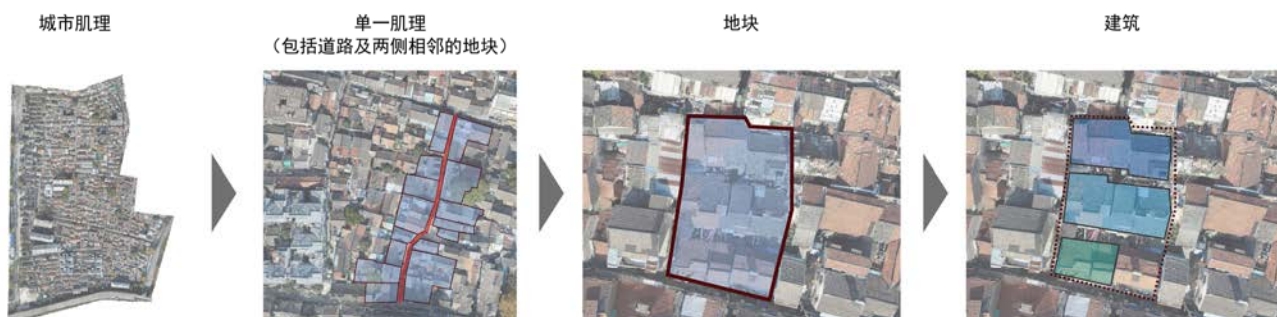 城市肌理
单一肌理
（包括道路及两侧相邻的地块）
地块
建筑